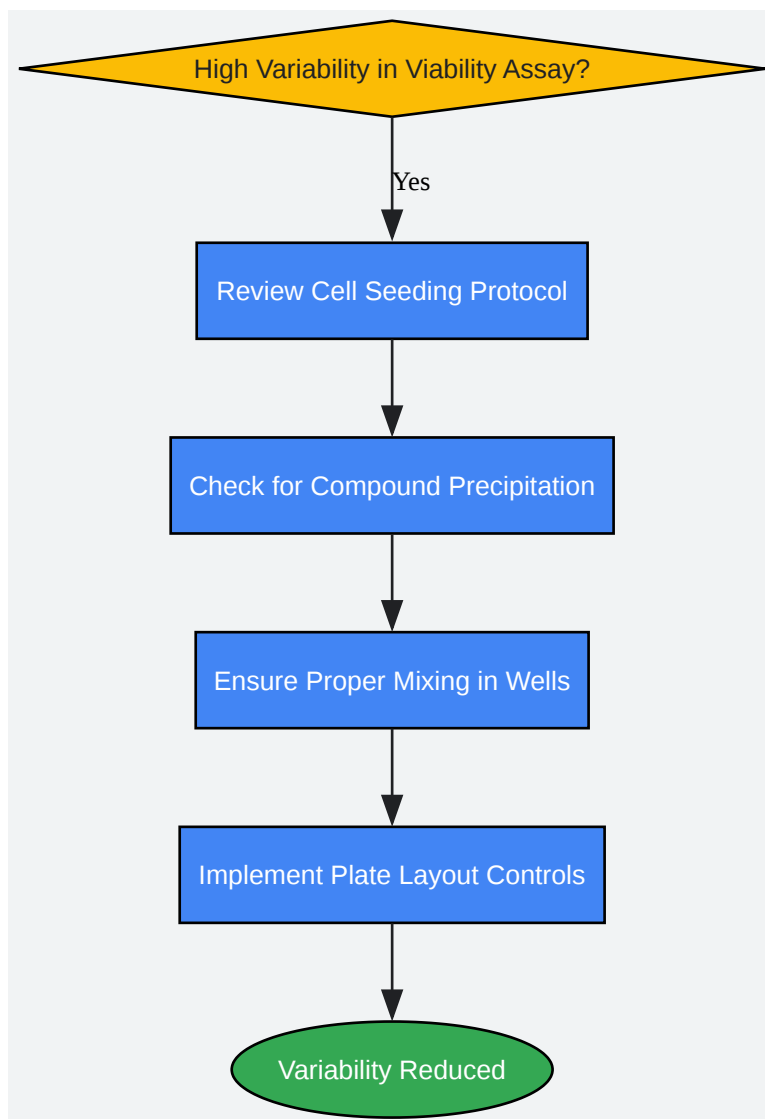 High Variability in Viability Assay?
Yes
Review Cell Seeding Protocol
Check for Compound Precipitation
Ensure Proper Mixing in Wells
Implement Plate Layout Controls
Variability Reduced